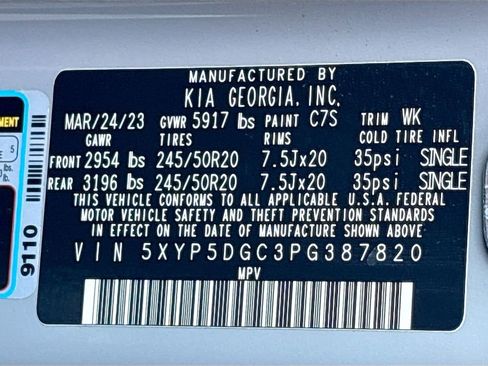 MANUFACTURED BY
KIA GEORGIA, INC.
MAR/24/23 GVWR 5917 lbs PAINT C7S TRIM WK
GAWR TIRES RIMS COLD TIRE INFL
FRONT 2954 lbs 245/50R20 7.5Jx20 35psi SINGLE
REAR 3196 lbs 245/50R20 7.5Jx20 35psi SINGLE
THIS VEHICLE CONFORMS TO ALL APPLICABLE U.S.A. FEDERAL
MOTOR VEHICLE SAFETY AND THEFT PREVENTION STANDARDS
IN EFFECT ON THE DATE OF MANUFACTURE SHOWN ABOVE
VIN 5XYP5DGC3PG387820
MPV
9110
5
lbs.